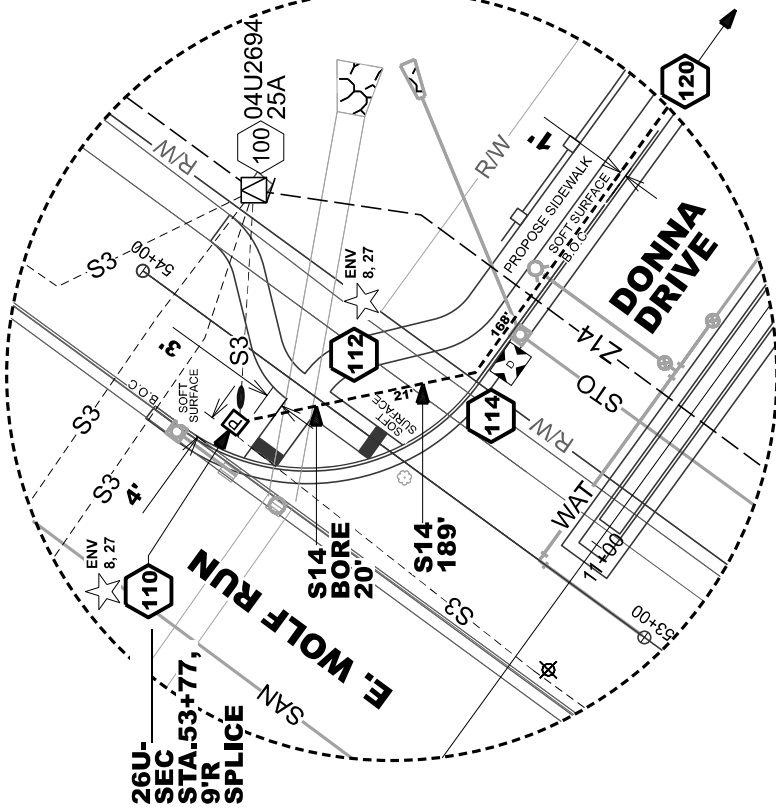 04U2694
25A
100
R/W
S3
54+00
S3
ENV
8, 27
R/W
1'
PROPOSE SIDEWALK
SOFT SURFACE
B.O.C
120
DONNA
DRIVE
3'
S3
B.O.C
SOFT
SURFACE
P
112
168'
21'
SOFT
SURFACE
D
Z14
STO
114
R/W
S3
S3
4'
ENV
8, 27
110
S14
BORE
20'
S14
189'
WAT
11+00
E. WOLF RUN
S3
53+00
SAN
26U-
SEC
STA.53+77,
9'R
SPLICE